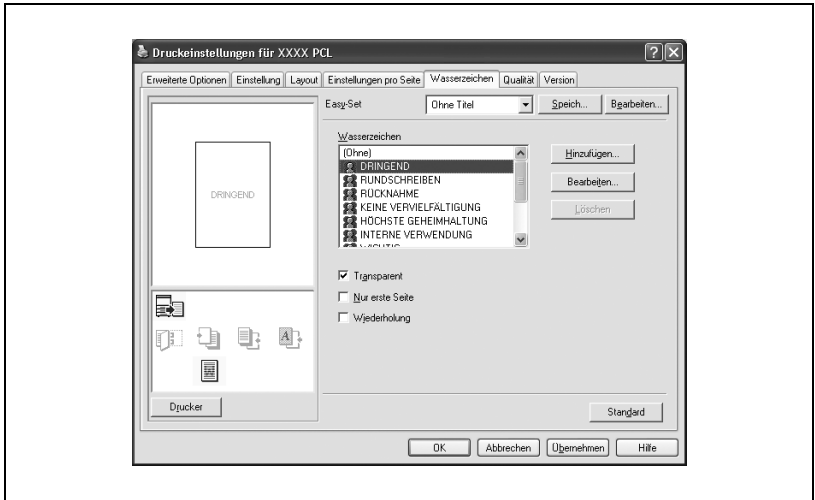 Druckeinstellungen für XXXX PCL
Erweiterte Optionen Einstellung Layout Einstellungen pro Seite Wasserzeichen Qualität Version
Easy-Set Ohne Titel Speich... Bearbeiten...
Wasserzeichen
(Ohne)
DRINGEND
RUNDSCHREIBEN
RÜCKNAHME
KEINE VERVIELFÄLTIGUNG
HÖCHSTE GEHEIMHALTUNG
INTERNE VERWENDUNG
WICHTIG
Hinzufügen...
Bearbeiten...
Löschen
DRINGEND
Transparent
Nur erste Seite
Wiederholung
A
Drucker
Standard
OK Abbrechen Übernehmen Hilfe